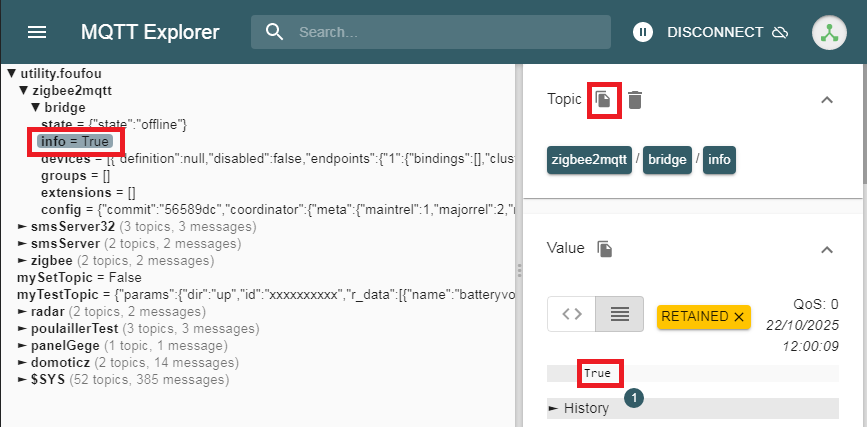 MQTT Explorer
Search...
DISCONNECT
▼ utility.foufou
▼ zigbee2mqtt
▼ bridge
state = {"state":"offline"}
info = True
devices = [{"definition":null,"disabled":false,"endpoints":{"1":{"bindings":[],"clus
groups = []
extensions = []
config = {"commit":"56589dc","coordinator":{"meta":{"maintrel":1,"majorrel":2,"
► smsServer32 (3 topics, 3 messages)
► smsServer (2 topics, 2 messages)
► zigbee (2 topics, 2 messages)
mySetTopic = False
myTestTopic = {"params":{"dir":"up","id":"xxxxxxxxxx","r_data":[{"name":"batteryvo
► radar (2 topics, 2 messages)
► poulaillerTest (3 topics, 3 messages)
► panelGege (1 topic, 1 message)
► domoticz (2 topics, 14 messages)
► $SYS (52 topics, 385 messages)
Topic
zigbee2mqtt / bridge / info
Value
RETAINED ×
QoS: 0
22/10/2025
12:00:09
True
► History
1